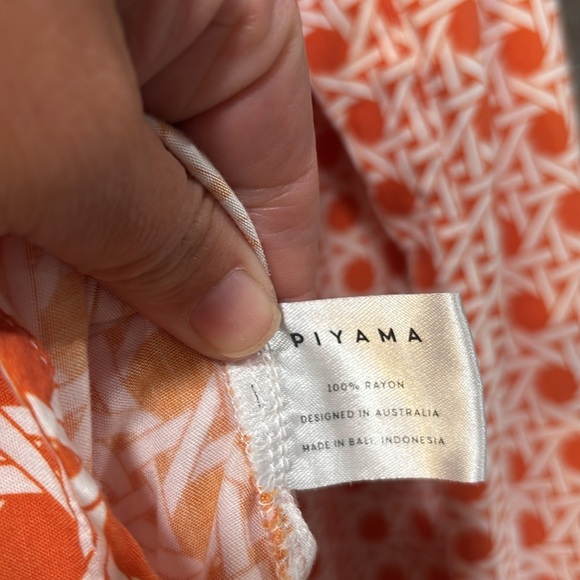 PIYAMA
100% RAYON
DESIGNED IN AUSTRALIA
MADE IN BALI, INDONESIA